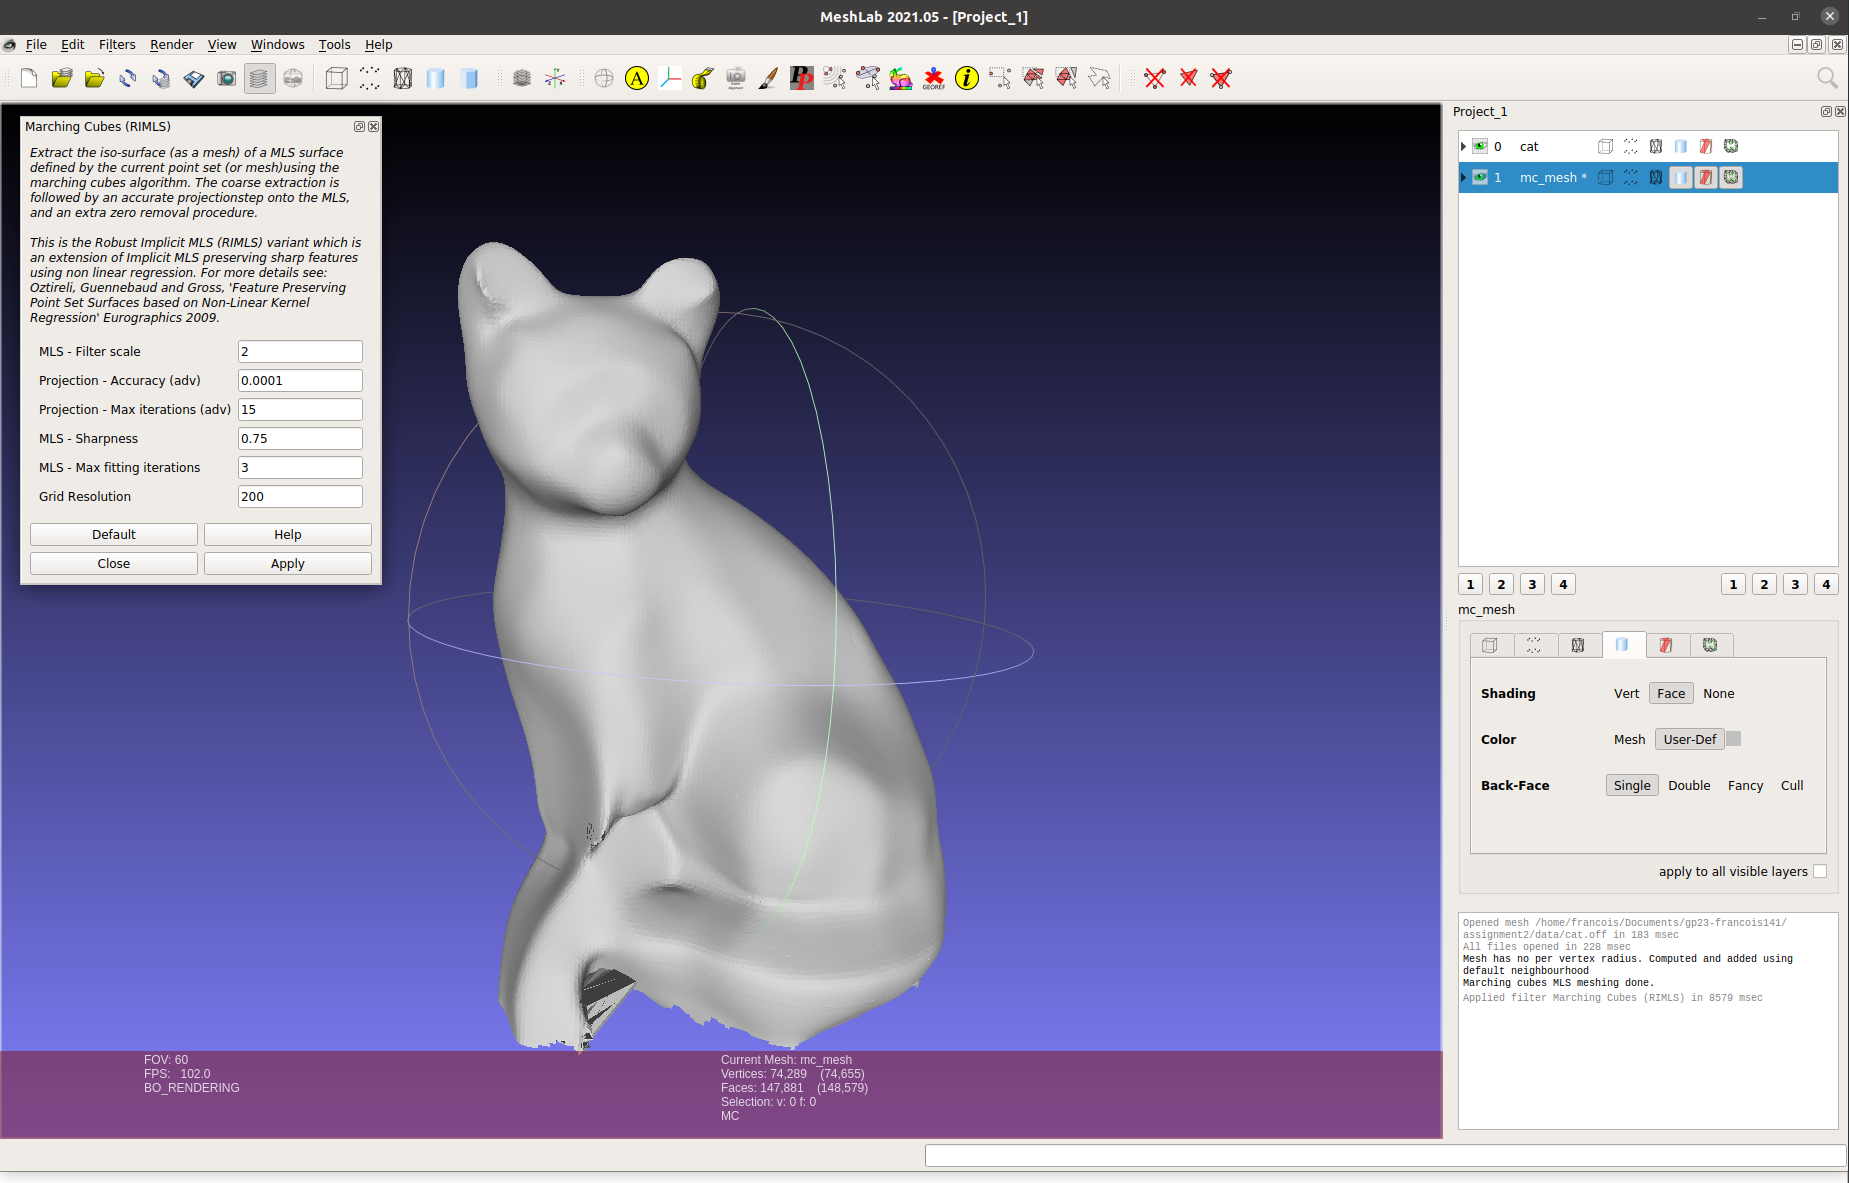 MeshLab 2021.05 - [Project_1]
File Edit Filters Render View Windows Tools Help
A
PP
GEOREF
i
Marching Cubes (RIMLS)
Extract the iso-surface (as a mesh) of a MLS surface
defined by the current point set (or mesh)using the
marching cubes algorithm. The coarse extraction is
followed by an accurate projectionstep onto the MLS,
and an extra zero removal procedure.
This is the Robust Implicit MLS (RIMLS) variant which is
an extension of Implicit MLS preserving sharp features
using non linear regression. For more details see:
Oztireli, Guennebaud and Gross, 'Feature Preserving
Point Set Surfaces based on Non-Linear Kernel
Regression' Eurographics 2009.
MLS - Filter scale 2
Projection - Accuracy (adv) 0.0001
Projection - Max iterations (adv) 15
MLS - Sharpness 0.75
MLS - Max fitting iterations 3
Grid Resolution 200
Default Help
Close Apply
FOV: 60
FPS: 102.0
BO_RENDERING
Current Mesh: mc_mesh
Vertices: 74,289 (74,655)
Faces: 147,881 (148,579)
Selection: v: 0 f: 0
MC
Project_1
0 cat
1 mc_mesh *
1 2 3 4 1 2 3 4
mc_mesh
Shading Vert Face None
Color Mesh User-Def
Back-Face Single Double Fancy Cull
apply to all visible layers
Opened mesh /home/francois/Documents/gp23-francois141/
assignment2/data/cat.off in 183 msec
All files opened in 228 msec
Mesh has no per vertex radius. Computed and added using
default neighbourhood
Marching cubes MLS meshing done.
Applied filter Marching Cubes (RIMLS) in 8579 msec